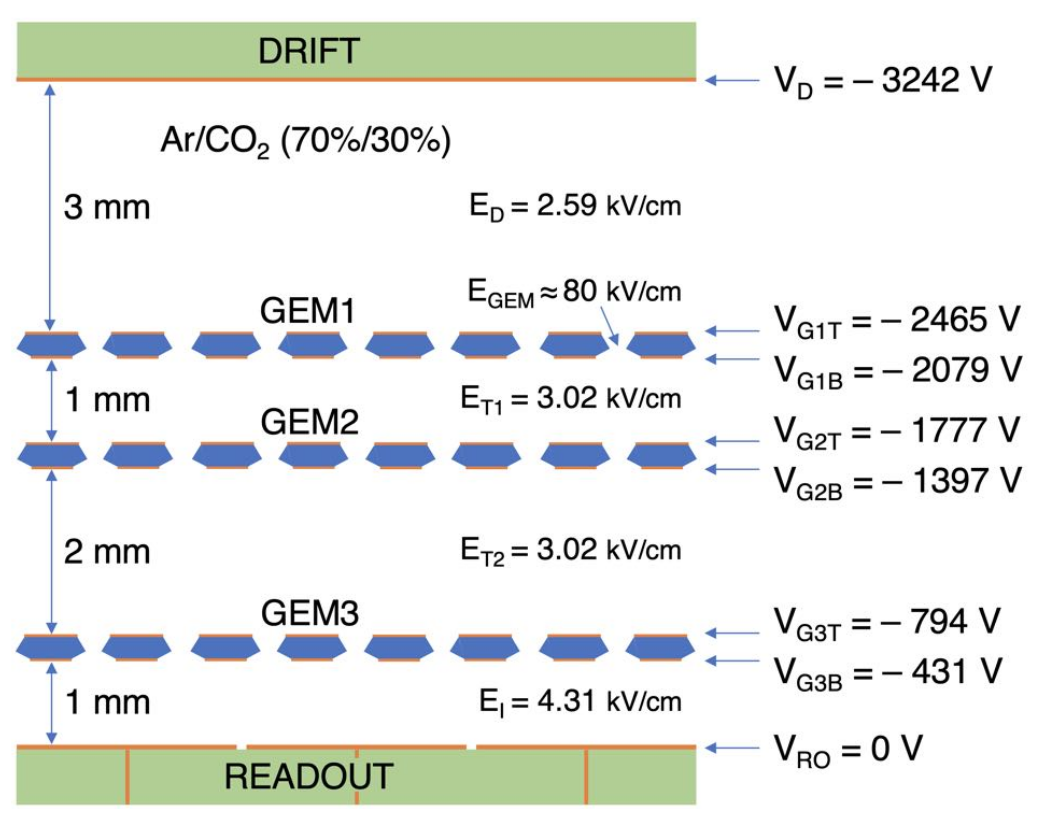 DRIFT
V_D = – 3242 V
Ar/CO₂ (70%/30%)
3 mm
E_D = 2.59 kV/cm
E_GEM ≈ 80 kV/cm
GEM1
V_G1T = – 2465 V
V_G1B = – 2079 V
1 mm
E_T1 = 3.02 kV/cm
GEM2
V_G2T = – 1777 V
V_G2B = – 1397 V
2 mm
E_T2 = 3.02 kV/cm
GEM3
V_G3T = – 794 V
V_G3B = – 431 V
1 mm
E_I = 4.31 kV/cm
V_RO = 0 V
READOUT